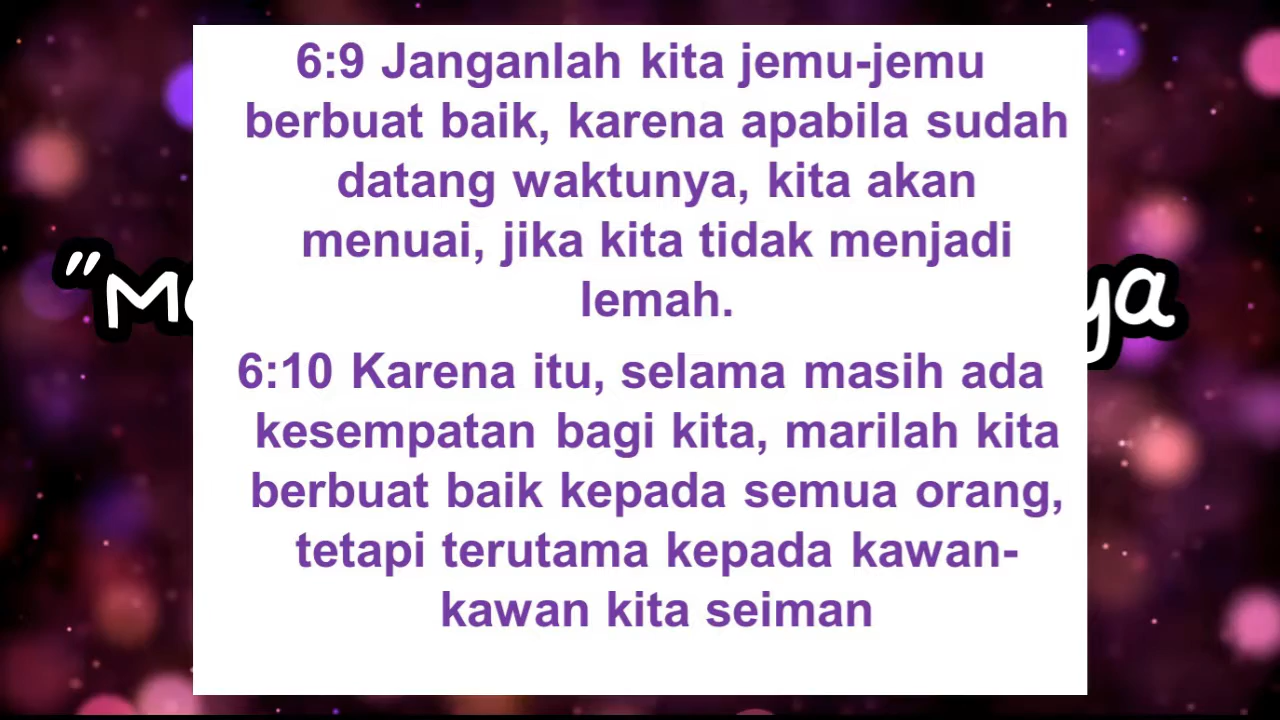 6:9 Janganlah kita jemu-jemu
berbuat baik, karena apabila sudah
datang waktunya, kita akan
menuai, jika kita tidak menjadi
lemah.
6:10 Karena itu, selama masih ada
kesempatan bagi kita, marilah kita
berbuat baik kepada semua orang,
tetapi terutama kepada kawan-
kawan kita seiman